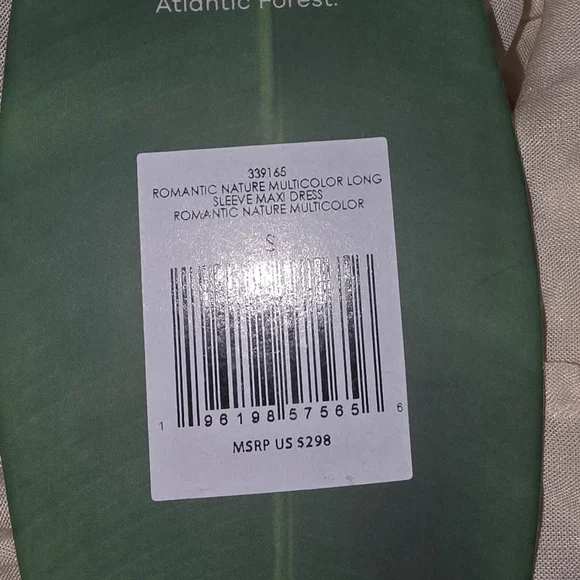 Atlantic Forest.
339165
ROMANTIC NATURE MULTICOLOR LONG
SLEEVE MAXI DRESS
ROMANTIC NATURE MULTICOLOR
S
1 96198 57565 6
MSRP US $298